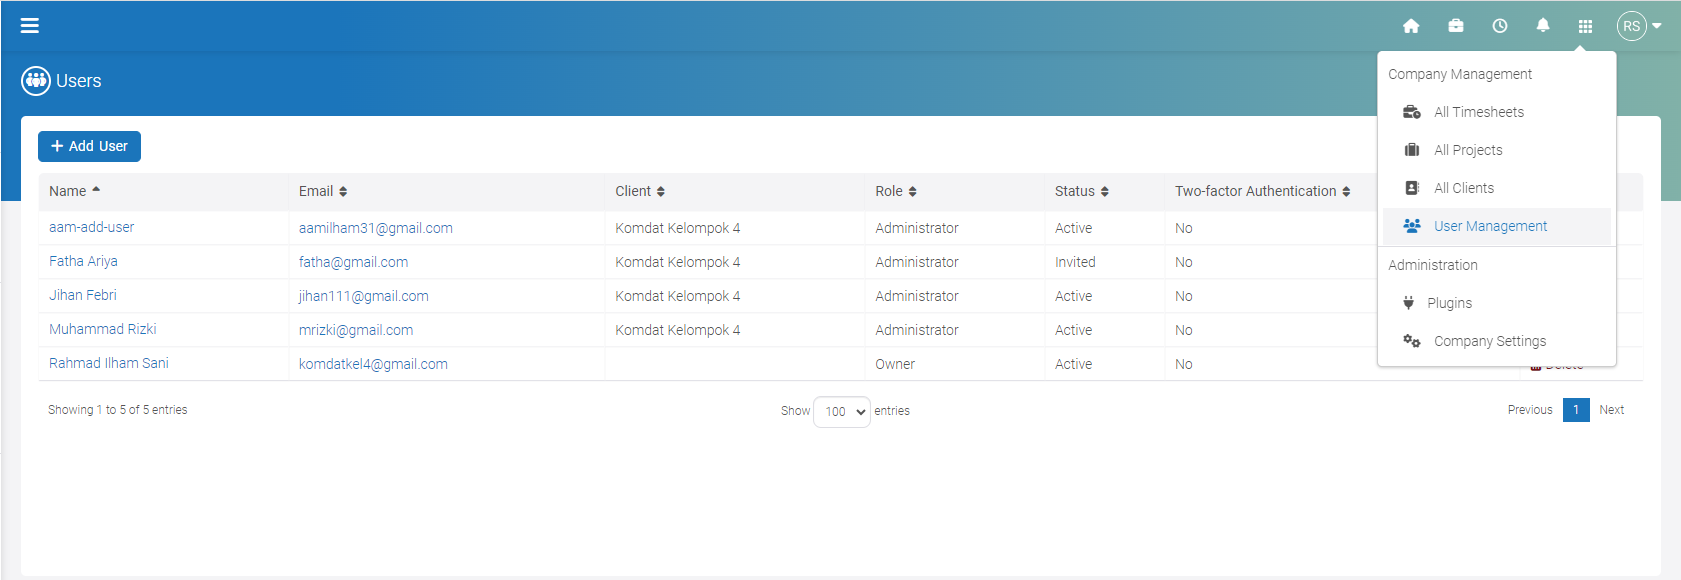 RS
Users
Company Management
All Timesheets
All Projects
All Clients
User Management
Administration
Plugins
Company Settings
+ Add User
Name Email Client Role Status Two-factor Authentication
aam-add-user aamilham31@gmail.com Komdat Kelompok 4 Administrator Active No
Fatha Ariya fatha@gmail.com Komdat Kelompok 4 Administrator Invited No
Jihan Febri jihan111@gmail.com Komdat Kelompok 4 Administrator Active No
Muhammad Rizki mrizki@gmail.com Komdat Kelompok 4 Administrator Active No
Rahmad Ilham Sani komdatkel4@gmail.com Owner Active No Delete
Showing 1 to 5 of 5 entries Show 100 entries Previous 1 Next